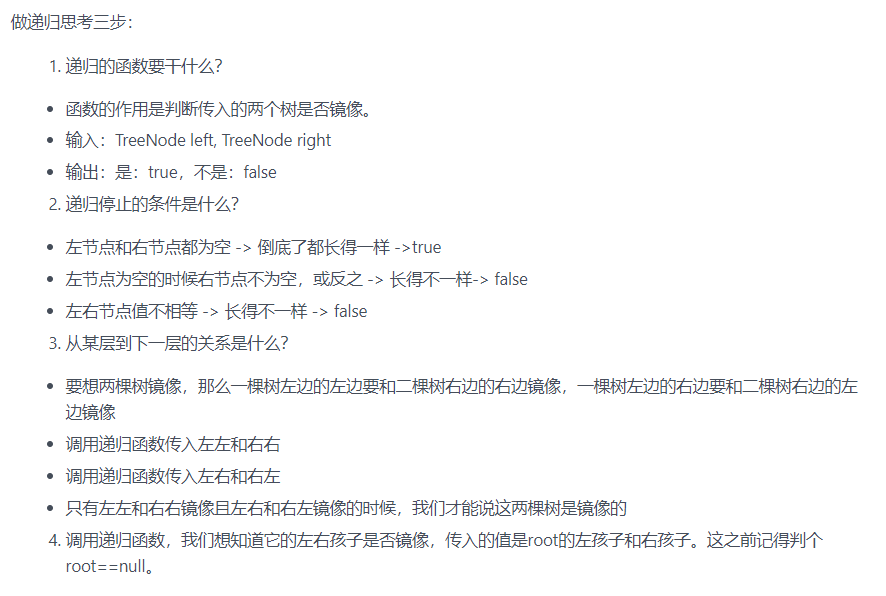 做递归思考三步：
1. 递归的函数要干什么？
• 函数的作用是判断传入的两个树是否镜像。
• 输入：TreeNode left, TreeNode right
• 输出：是：true，不是：false
2. 递归停止的条件是什么？
• 左节点和右节点都为空 -> 倒底了都长得一样 ->true
• 左节点为空的时候右节点不为空，或反之 -> 长得不一样-> false
• 左右节点值不相等 -> 长得不一样 -> false
3. 从某层到下一层的关系是什么？
• 要想两棵树镜像，那么一棵树左边的左边要和二棵树右边的右边镜像，一棵树左边的右边要和二棵树右边的左
边镜像
• 调用递归函数传入左左和右右
• 调用递归函数传入左右和右左
• 只有左左和右右镜像且左右和右左镜像的时候，我们才能说这两棵树是镜像的
4. 调用递归函数，我们想知道它的左右孩子是否镜像，传入的值是root的左孩子和右孩子。这之前记得判个
root==null。